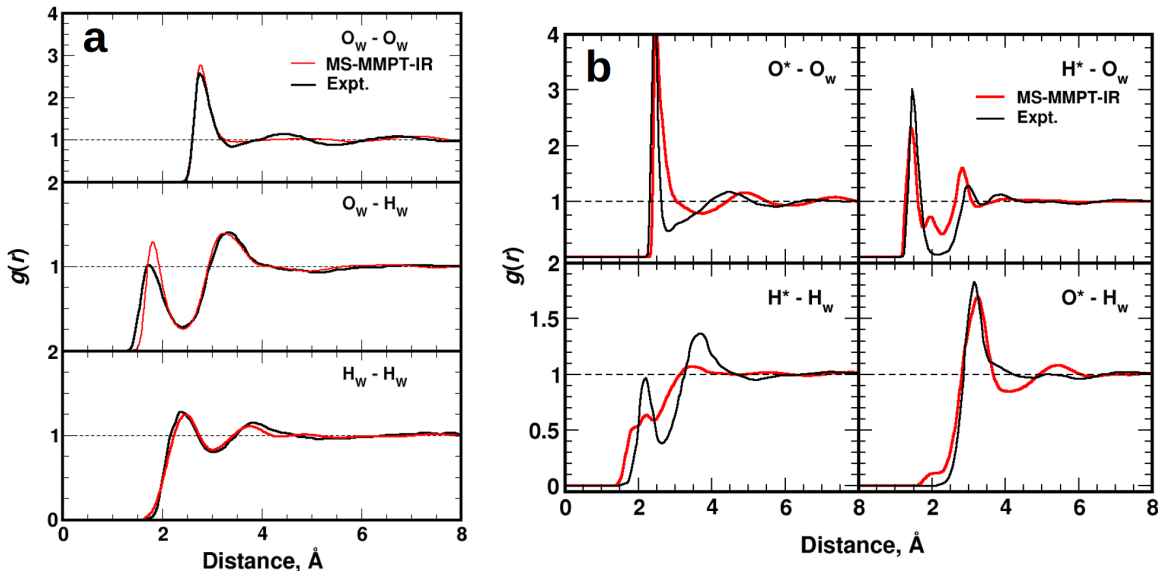 a
O_w - O_w
MS-MMPT-IR
Expt.
4
3
2
1
2
O_w - H_w
1
2
H_w - H_w
1
0
g(r)
0 2 4 6 8
Distance, Å
b
O* - O_w
4
3
2
1
2
H* - O_w
MS-MMPT-IR
Expt.
H* - H_w
1.5
1
0.5
0
O* - H_w
g(r)
0 2 4 6 8 2 4 6 8
Distance, Å